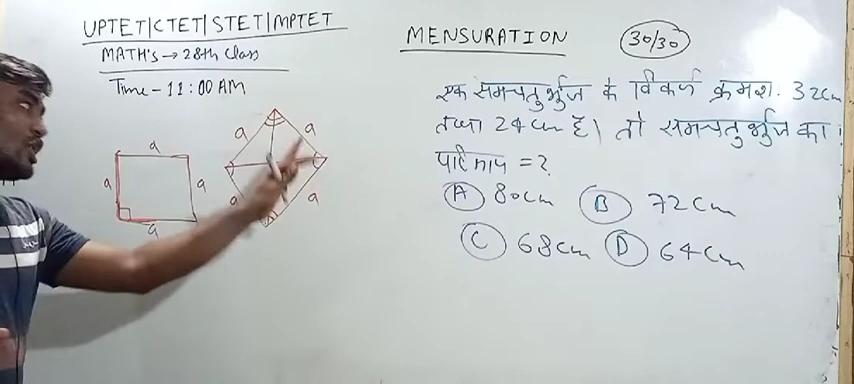 UPTET|CTET|STET|MPTET
MATH'S → 28th Class
Time - 11:00 AM
MENSURATION
30/30
एक समचतुर्भुज के विकर्ण क्रमश. 32cm
तथा 24cm है। तो समचतुर्भुज का
परिमाप = ?
A 80cm
B 72cm
C 68cm
D 64cm
a
a
a
a
a
a
a
a